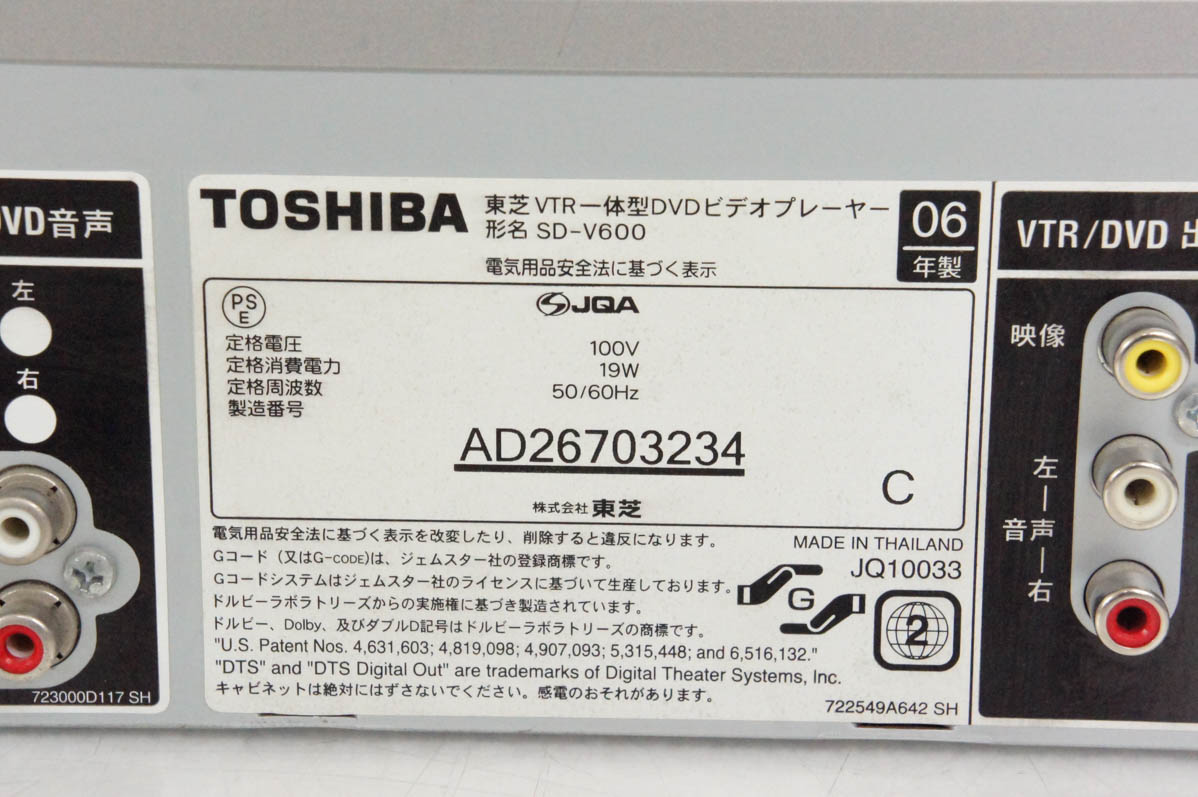 DVD音声
左
右
723000D117 SH
TOSHIBA
東芝 VTR一体型DVDビデオプレーヤー
形名 SD-V600
06
年製
電気用品安全法に基づく表示
PS
E
JQA
定格電圧 100V
定格消費電力 19W
定格周波数 50/60Hz
製造番号
AD26703234
C
株式会社 東芝
電気用品安全法に基づく表示を改変したり、削除すると違反になります。
Gコード（又はG-CODE)は、ジェムスター社の登録商標です。
Gコードシステムはジェムスター社のライセンスに基づいて生産しております。
ドルビーラボラトリーズからの実施権に基づき製造されています。
ドルビー、Dolby、及びダブルD記号はドルビーラボラトリーズの商標です。
"U.S. Patent Nos. 4,631,603; 4,819,098; 4,907,093; 5,315,448; and 6,516,132."
"DTS" and "DTS Digital Out" are trademarks of Digital Theater Systems, Inc.
キャビネットは絶対にはずさないでください。感電のおそれがあります。
MADE IN THAILAND
JQ10033
G
2
722549A642 SH
VTR/DVD 出
映像
左
音声
右